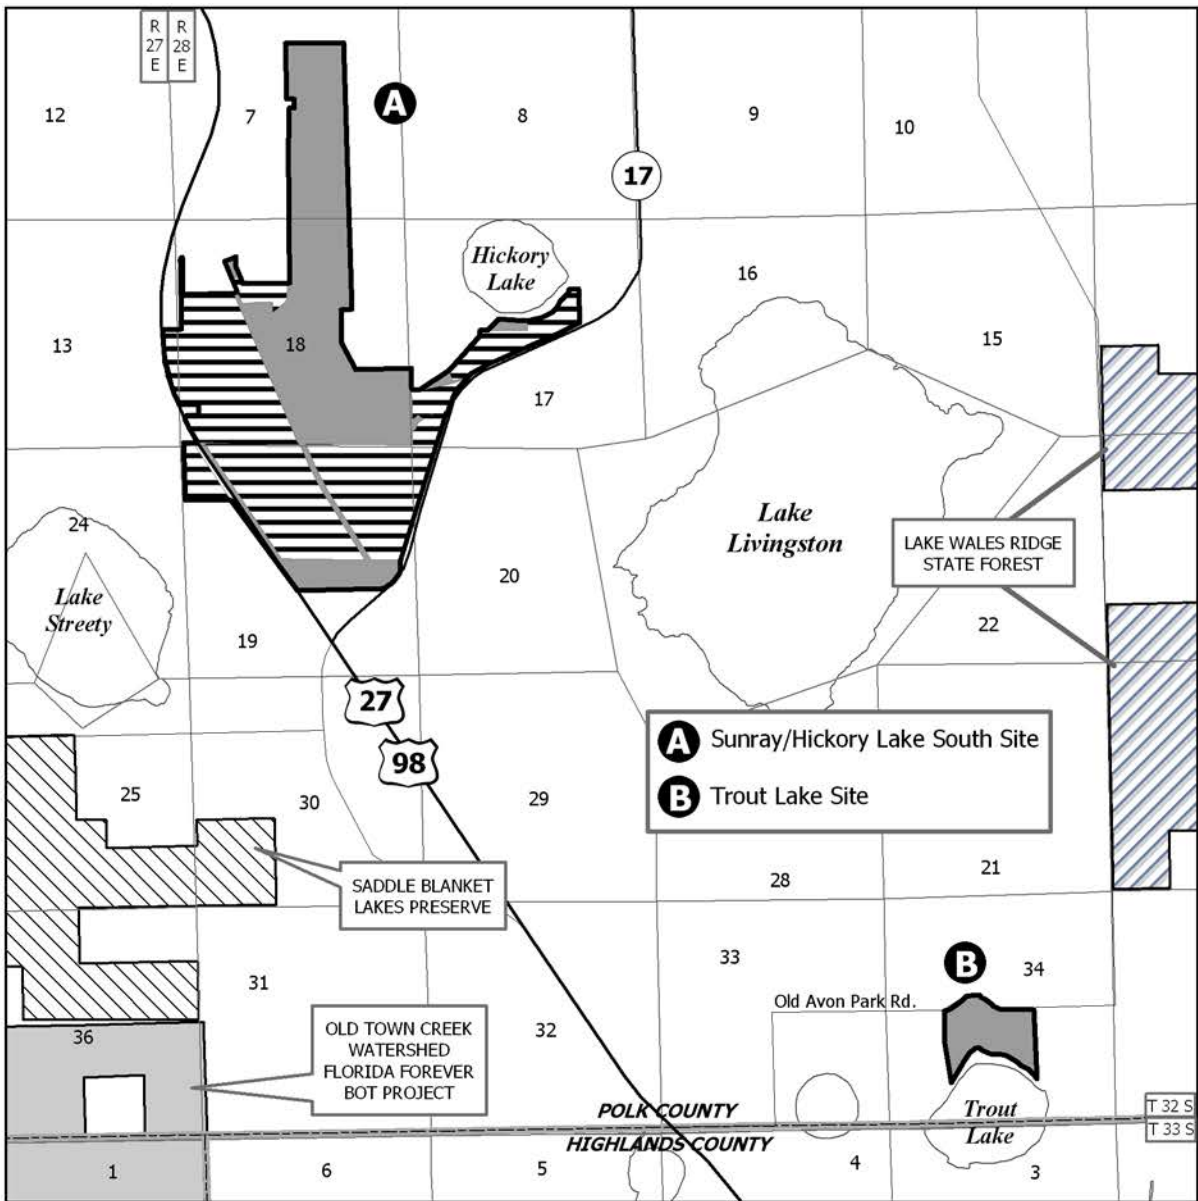 R R
27 28
E E
12
7
A
8
9
10
17
Hickory
Lake
16
13
18
15
17
24
Lake
Livingston
LAKE WALES RIDGE
STATE FOREST
20
Lake
Streety
19
22
27
A Sunray/Hickory Lake South Site
98
B Trout Lake Site
25
30
29
28
21
SADDLE BLANKET
LAKES PRESERVE
33
B
34
31
Old Avon Park Rd.
36
OLD TOWN CREEK
WATERSHED
FLORIDA FOREVER
BOT PROJECT
32
POLK COUNTY
HIGHLANDS COUNTY
Trout
Lake
T 32 S
T 33 S
1
6
5
4
3